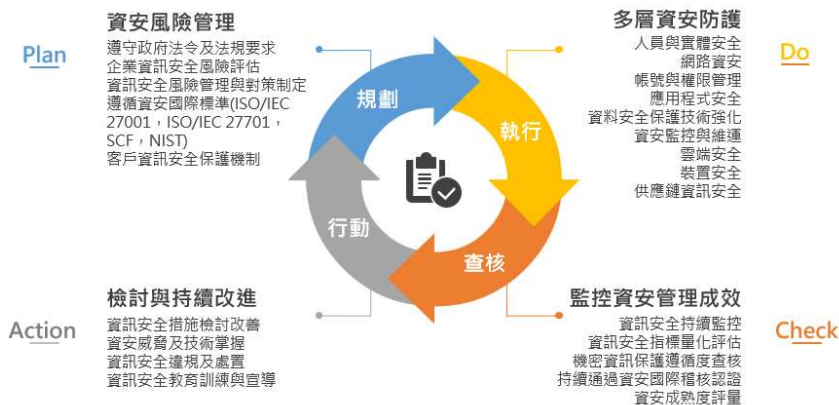 Plan
資安風險管理
遵守政府法令及法規要求
企業資訊安全風險評估
資訊安全風險管理與對策制定
遵循資安國際標準(ISO/IEC
27001，ISO/IEC 27701，
SCF，NIST)
客戶資訊安全保護機制
多層資安防護
Do
人員與實體安全
網路資安
帳號與權限管理
應用程式安全
資料安全保護技術強化
資安監控與維運
雲端安全
裝置安全
供應鏈資訊安全
規劃
執行
行動
查核
Action
檢討與持續改進
資訊安全措施檢討改善
資安威脅及技術掌握
資訊安全違規及處置
資訊安全教育訓練與宣導
監控資安管理成效
Check
資訊安全持續監控
資訊安全指標量化評估
機密資訊保護遵循度查核
持續通過資安國際稽核認證
資安成熟度評量